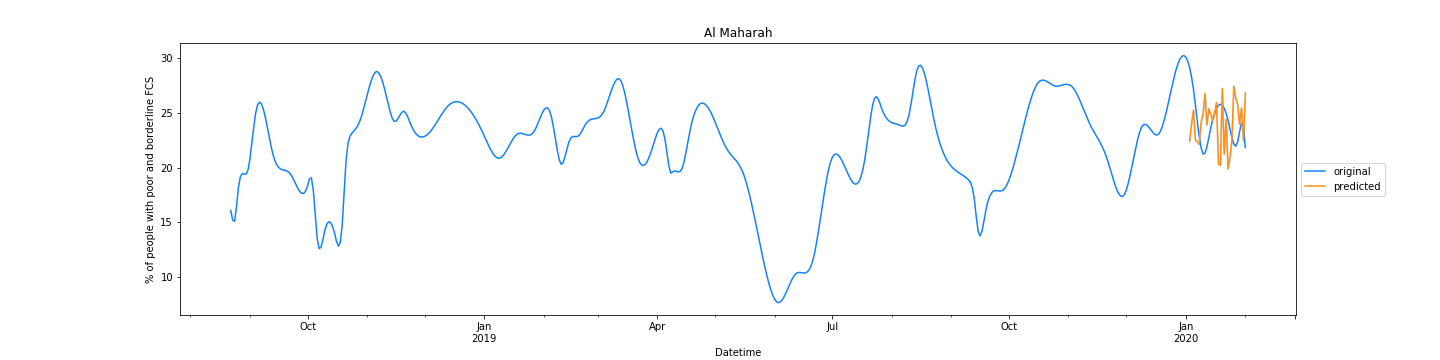 Al Maharah
% of people with poor and borderline FCS
30
25
20
15
10
Oct
Jan
2019
Apr
Jul
Oct
Jan
2020
Datetime
original
predicted